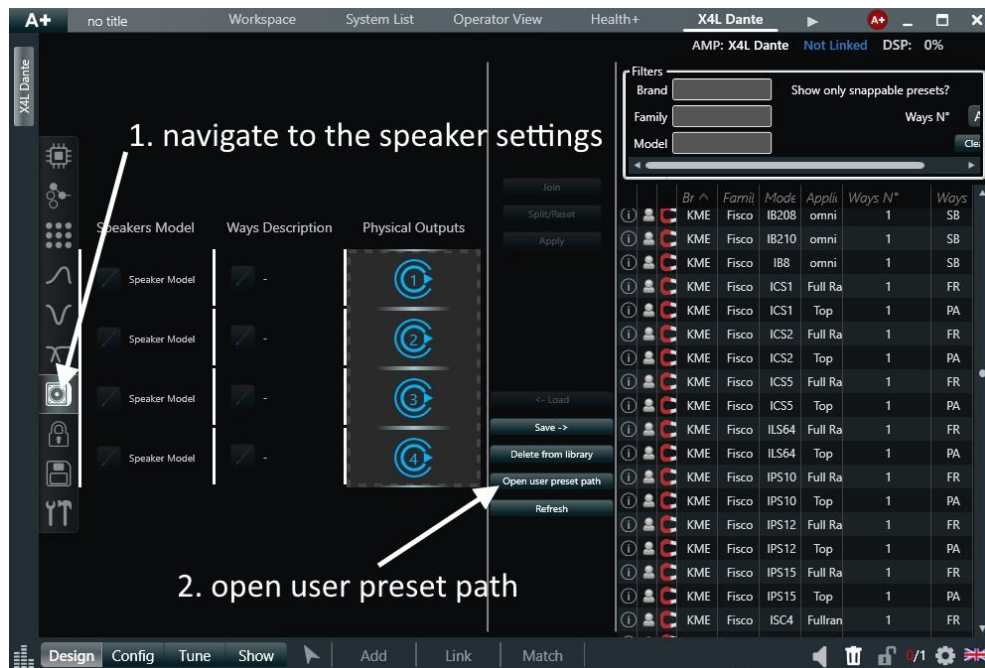 A+ no title Workspace System List Operator View Health+ X4L Dante A+
AMP: X4L Dante Not Linked DSP: 0%
X4L Dante
Filters
Brand Show only snappable presets?
Family Ways N° A
Model Clea
1. navigate to the speaker settings
Join
Split/Reset
Apply
Speakers Model Ways Description Physical Outputs
Speaker Model - 1
Speaker Model - 2
Speaker Model - 3
Speaker Model - 4
<- Load
Save ->
Delete from library
Open user preset path
Refresh
2. open user preset path
Br Famil Mode Appli Ways N° Ways
KME Fisco IB208 omni 1 SB
KME Fisco IB210 omni 1 SB
KME Fisco IB8 omni 1 SB
KME Fisco ICS1 Full Ra 1 FR
KME Fisco ICS1 Top 1 PA
KME Fisco ICS2 Full Ra 1 FR
KME Fisco ICS2 Top 1 PA
KME Fisco ICS5 Full Ra 1 FR
KME Fisco ICS5 Top 1 PA
KME Fisco ILS64 Full Ra 1 FR
KME Fisco ILS64 Top 1 PA
KME Fisco IPS10 Full Ra 1 FR
KME Fisco IPS10 Top 1 PA
KME Fisco IPS12 Full Ra 1 FR
KME Fisco IPS12 Top 1 PA
KME Fisco IPS15 Full Ra 1 FR
KME Fisco IPS15 Top 1 PA
KME Fisco ISC4 Fullran 1 FR
Design Config Tune Show Add Link Match 0/1